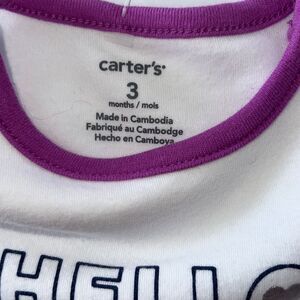 carter's
3
months / mois
Made in Cambodia
Fabriqué au Cambodge
Hecho en Camboya
HELLO